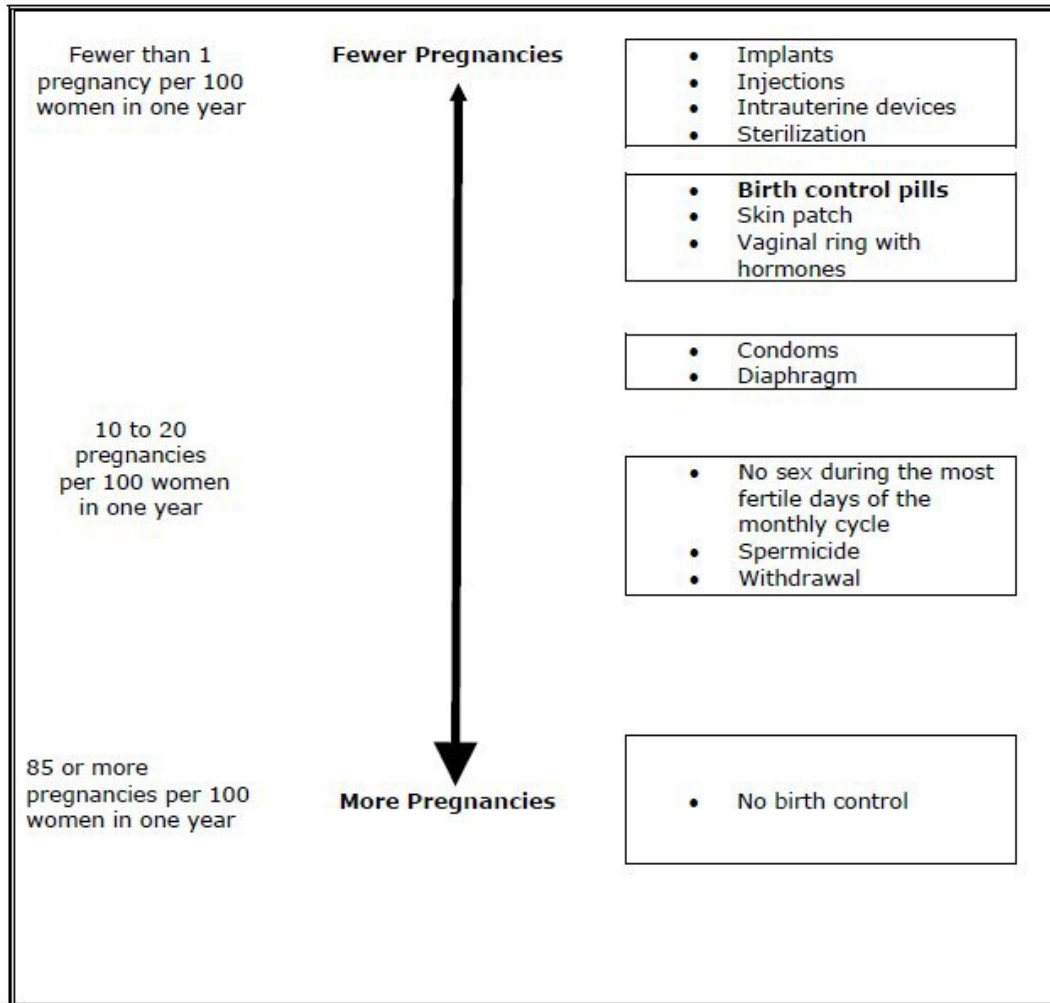 Fewer than 1
pregnancy per 100
women in one year
Fewer Pregnancies
• Implants
• Injections
• Intrauterine devices
• Sterilization
• Birth control pills
• Skin patch
• Vaginal ring with
hormones
• Condoms
• Diaphragm
10 to 20
pregnancies
per 100 women
in one year
• No sex during the most
fertile days of the
monthly cycle
• Spermicide
• Withdrawal
85 or more
pregnancies per 100
women in one year
More Pregnancies
• No birth control